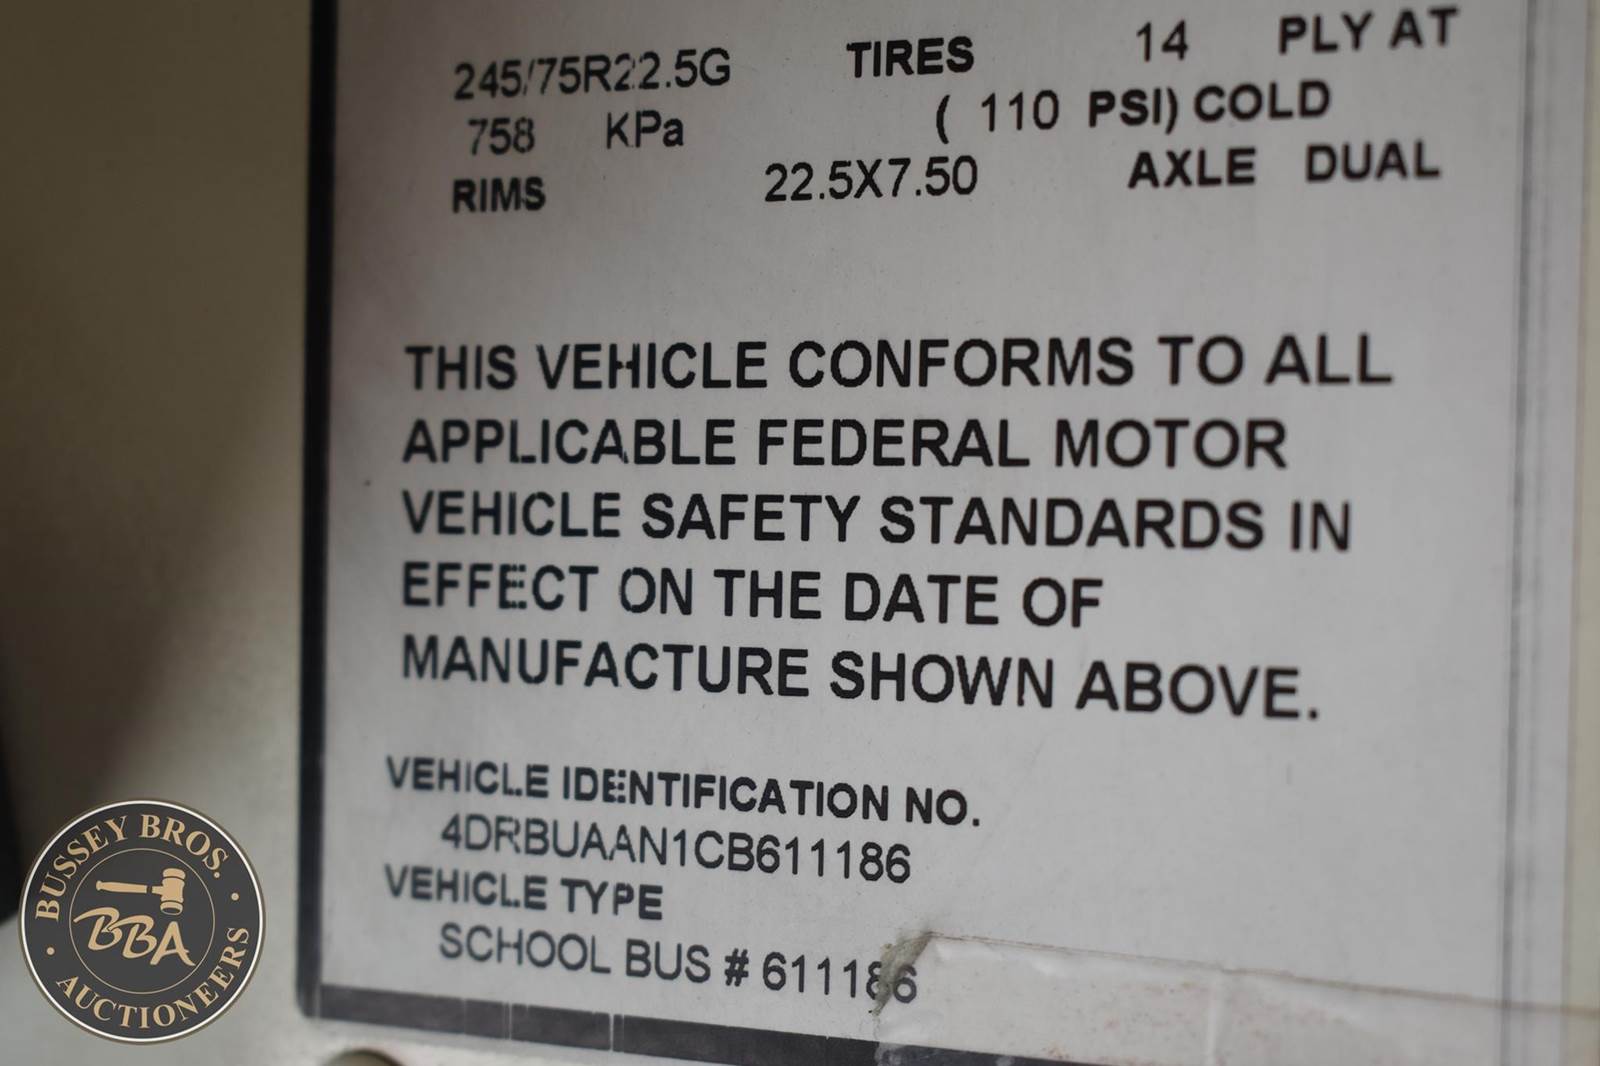 245/75R22.5G TIRES 14 PLY AT
758 KPa ( 110 PSI) COLD
RIMS 22.5X7.50 AXLE DUAL
THIS VEHICLE CONFORMS TO ALL
APPLICABLE FEDERAL MOTOR
VEHICLE SAFETY STANDARDS IN
EFFECT ON THE DATE OF
MANUFACTURE SHOWN ABOVE.
VEHICLE IDENTIFICATION NO.
4DRBUAAN1CB611186
VEHICLE TYPE
SCHOOL BUS # 611186
BUSSEY BROS.
BBA
AUCTIONEERS